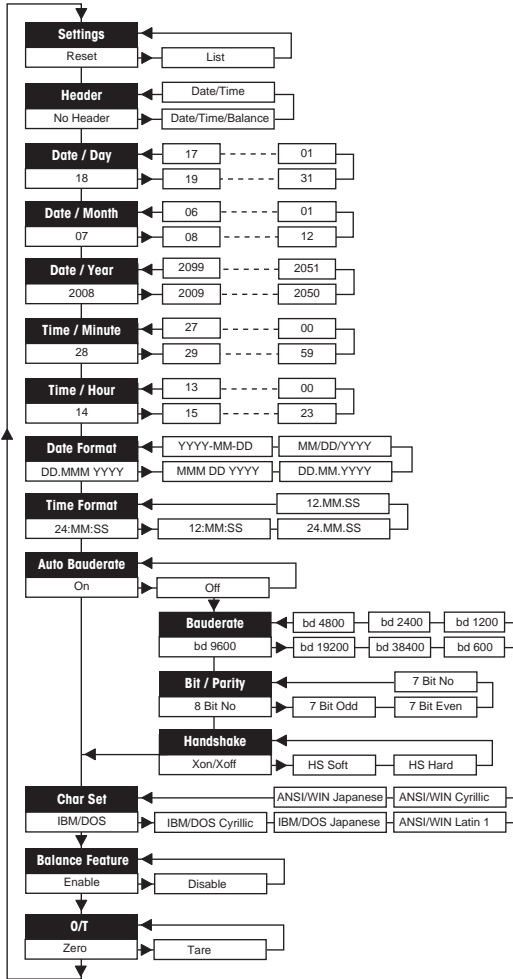 Settings
Reset List
Header Date/Time
No Header Date/Time/Balance
Date / Day 17 01
18 19 31
Date / Month 06 01
07 08 12
Date / Year 2099 2051
2008 2009 2050
Time / Minute 27 00
28 29 59
Time / Hour 13 00
14 15 23
Date Format YYYY-MM-DD MM/DD/YYYY
DD.MMM YYYY MMM DD YYYY DD.MM.YYYY
Time Format 12.MM.SS
24:MM:SS 12:MM:SS 24.MM.SS
Auto Bauderate
On Off
Bauderate bd 4800 bd 2400 bd 1200
bd 9600 bd 19200 bd 38400 bd 600
Bit / Parity 7 Bit No
8 Bit No 7 Bit Odd 7 Bit Even
Handshake
Xon/Xoff HS Soft HS Hard
Char Set ANSI/WIN Japanese ANSI/WIN Cyrillic
IBM/DOS IBM/DOS Cyrillic IBM/DOS Japanese ANSI/WIN Latin 1
Balance Feature
Enable Disable
O/T
Zero Tare